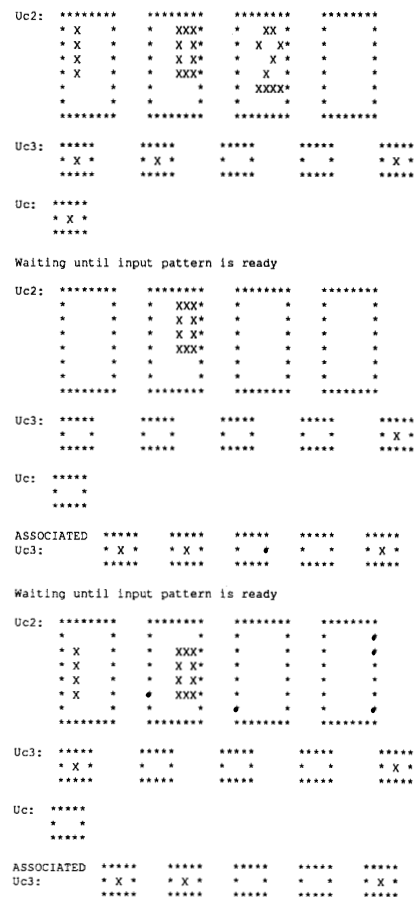 Uc2: ******** ******** ******** ********
* X * * XXX* * XX * * *
* X * * X X* * X X* * *
* X * * X X* * X * * *
* X * * XXX* * X * * *
* * * * * XXXX* * *
* * * * * * * *
******** ******** ******** ********
Uc3: ***** ***** ***** ***** *****
* X * * X * * * * * * X *
***** ***** ***** ***** *****
Uc: *****
* X *
*****
Waiting until input pattern is ready
Uc2: ******** ******** ******** ********
* * * XXX* * * * *
* * * X X* * * * *
* * * X X* * * * *
* * * XXX* * * * *
* * * * * * * *
* * * * * * * *
******** ******** ******** ********
Uc3: ***** ***** ***** ***** *****
* * * * * * * * * X *
***** ***** ***** ***** *****
Uc: *****
* *
*****
ASSOCIATED ***** ***** ***** ***** *****
Uc3: * X * * X * * * * * * X *
***** ***** ***** ***** *****
Waiting until input pattern is ready
Uc2: ******** ******** ******** ********
* * * * * * * *
* X * * XXX* * * * *
* X * * X X* * * * *
* X * * X X* * * * *
* X * * XXX* * * * *
* * * * * * * *
******** ******** ******** ********
Uc3: ***** ***** ***** ***** *****
* X * * * * * * * * X *
***** ***** ***** ***** *****
Uc: *****
* *
*****
ASSOCIATED ***** ***** ***** ***** *****
Uc3: * X * * X * * * * * * X *
***** ***** ***** ***** *****